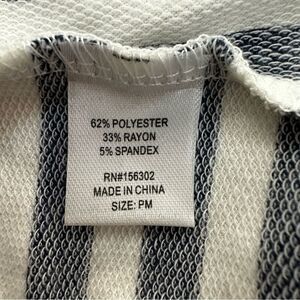 62% POLYESTER
33% RAYON
5% SPANDEX
RN#156302
MADE IN CHINA
SIZE: PM